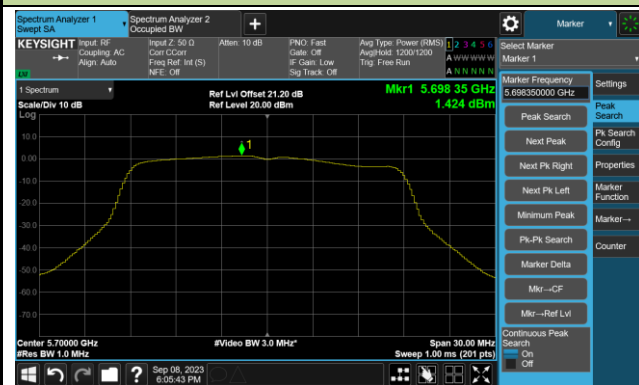 Spectrum Analyzer 1
Swept SA
Spectrum Analyzer 2
Occupied BW
+
Marker
KEYSIGHT
Input: RF
Coupling: AC
Align: Auto
Input Z: 50 Ω
Corr CCorr
Freq Ref: Int (S)
NFE: Off
Atten: 10 dB
PNO: Fast
Gate: Off
IF Gain: Low
Sig Track: Off
Avg Type: Power (RMS)
Avg|Hold: 1200/1200
Trig: Free Run
1 2 3 4 5 6
A W W W W W
A N N N N N
Select Marker
Marker 1
1 Spectrum
Scale/Div 10 dB
Log
Ref Lvl Offset 21.20 dB
Ref Level 20.00 dBm
Mkr1 5.698 35 GHz
1.424 dBm
1
10.0
0.00
-10.0
-20.0
-30.0
-40.0
-50.0
-60.0
-70.0
Center 5.70000 GHz
#Res BW 1.0 MHz
#Video BW 3.0 MHz*
Span 30.00 MHz
Sweep 1.00 ms (201 pts)
Marker Frequency
5.698350000 GHz
Peak Search
Next Peak
Next Pk Right
Next Pk Left
Minimum Peak
Pk-Pk Search
Marker Delta
Mkr→CF
Mkr→Ref Lvl
Continuous Peak
Search
On
Off
Settings
Peak
Search
Pk Search
Config
Properties
Marker
Function
Marker→
Counter
?
Sep 08, 2023
6:05:43 PM